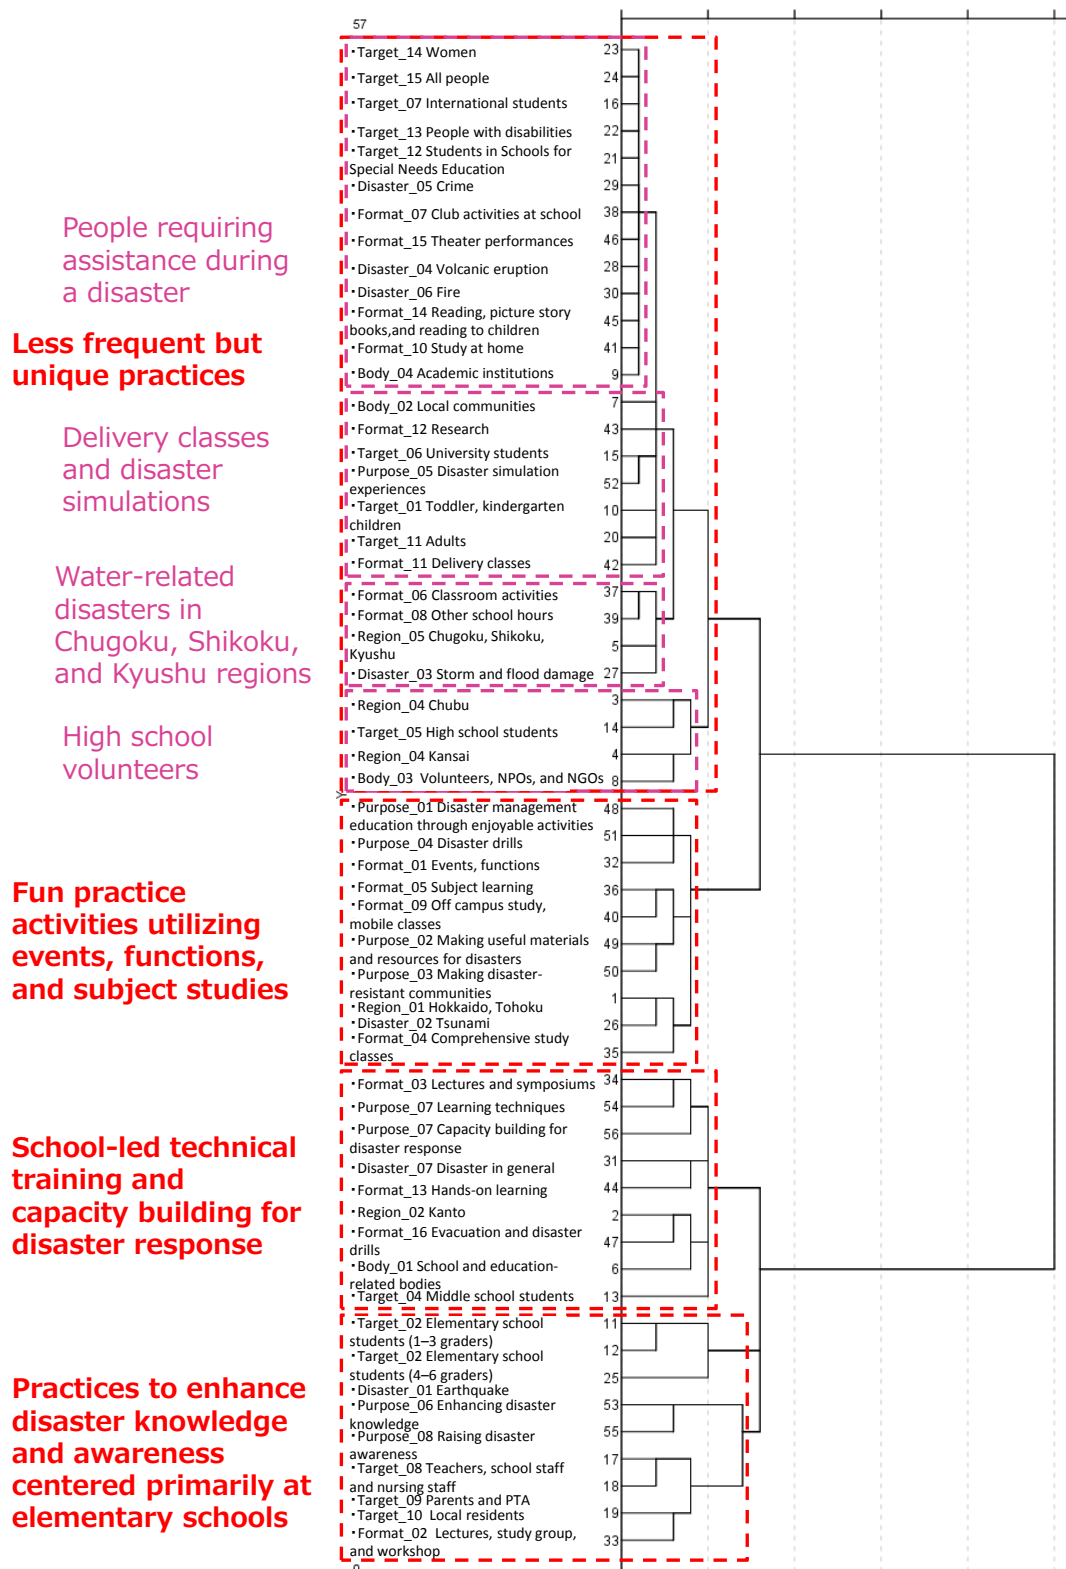 57
・Target_14 Women
23
・Target_15 All people
24
・Target_07 International students
16
・Target_13 People with disabilities
22
・Target_12 Students in Schools for
Special Needs Education
21
・Disaster_05 Crime
29
・Format_07 Club activities at school
38
・Format_15 Theater performances
46
・Disaster_04 Volcanic eruption
28
・Disaster_06 Fire
30
・Format_14 Reading, picture story
books,and reading to children
45
・Format_10 Study at home
41
・Body_04 Academic institutions
9
People requiring
assistance during
a disaster
Less frequent but
unique practices
・Body_02 Local communities
7
・Format_12 Research
43
・Target_06 University students
15
・Purpose_05 Disaster simulation
experiences
52
・Target_01 Toddler, kindergarten
children
10
・Target_11 Adults
20
・Format_11 Delivery classes
42
Delivery classes
and disaster
simulations
・Format_06 Classroom activities
37
・Format_08 Other school hours
39
・Region_05 Chugoku, Shikoku,
Kyushu
5
・Disaster_03 Storm and flood damage
27
Water-related
disasters in
Chugoku, Shikoku,
and Kyushu regions
・Region_04 Chubu
3
・Target_05 High school students
14
・Region_04 Kansai
4
・Body_03 Volunteers, NPOs, and NGOs
8
High school
volunteers
Y
・Purpose_01 Disaster management
education through enjoyable activities
48
・Purpose_04 Disaster drills
51
・Format_01 Events, functions
32
・Format_05 Subject learning
36
・Format_09 Off campus study,
mobile classes
40
・Purpose_02 Making useful materials
and resources for disasters
49
・Purpose_03 Making disaster-
resistant communities
50
・Region_01 Hokkaido, Tohoku
1
・Disaster_02 Tsunami
26
・Format_04 Comprehensive study
classes
35
Fun practice
activities utilizing
events, functions,
and subject studies
・Format_03 Lectures and symposiums
34
・Purpose_07 Learning techniques
54
・Purpose_07 Capacity building for
disaster response
56
・Disaster_07 Disaster in general
31
・Format_13 Hands-on learning
44
・Region_02 Kanto
2
・Format_16 Evacuation and disaster
drills
47
・Body_01 School and education-
related bodies
6
・Target_04 Middle school students
13
School-led technical
training and
capacity building for
disaster response
・Target_02 Elementary school
students (1–3 graders)
11
・Target_02 Elementary school
students (4–6 graders)
12
・Disaster_01 Earthquake
25
・Purpose_06 Enhancing disaster
knowledge
53
・Purpose_08 Raising disaster
awareness
55
・Target_08 Teachers, school staff
and nursing staff
17
・Target_09 Parents and PTA
18
・Target_10 Local residents
19
・Format_02 Lectures, study group,
and workshop
33
Practices to enhance
disaster knowledge
and awareness
centered primarily at
elementary schools